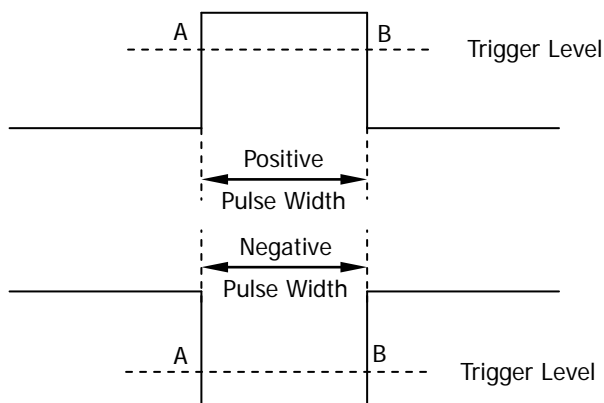 A
B
Trigger Level
Positive
Pulse Width
Negative
Pulse Width
A
B
Trigger Level